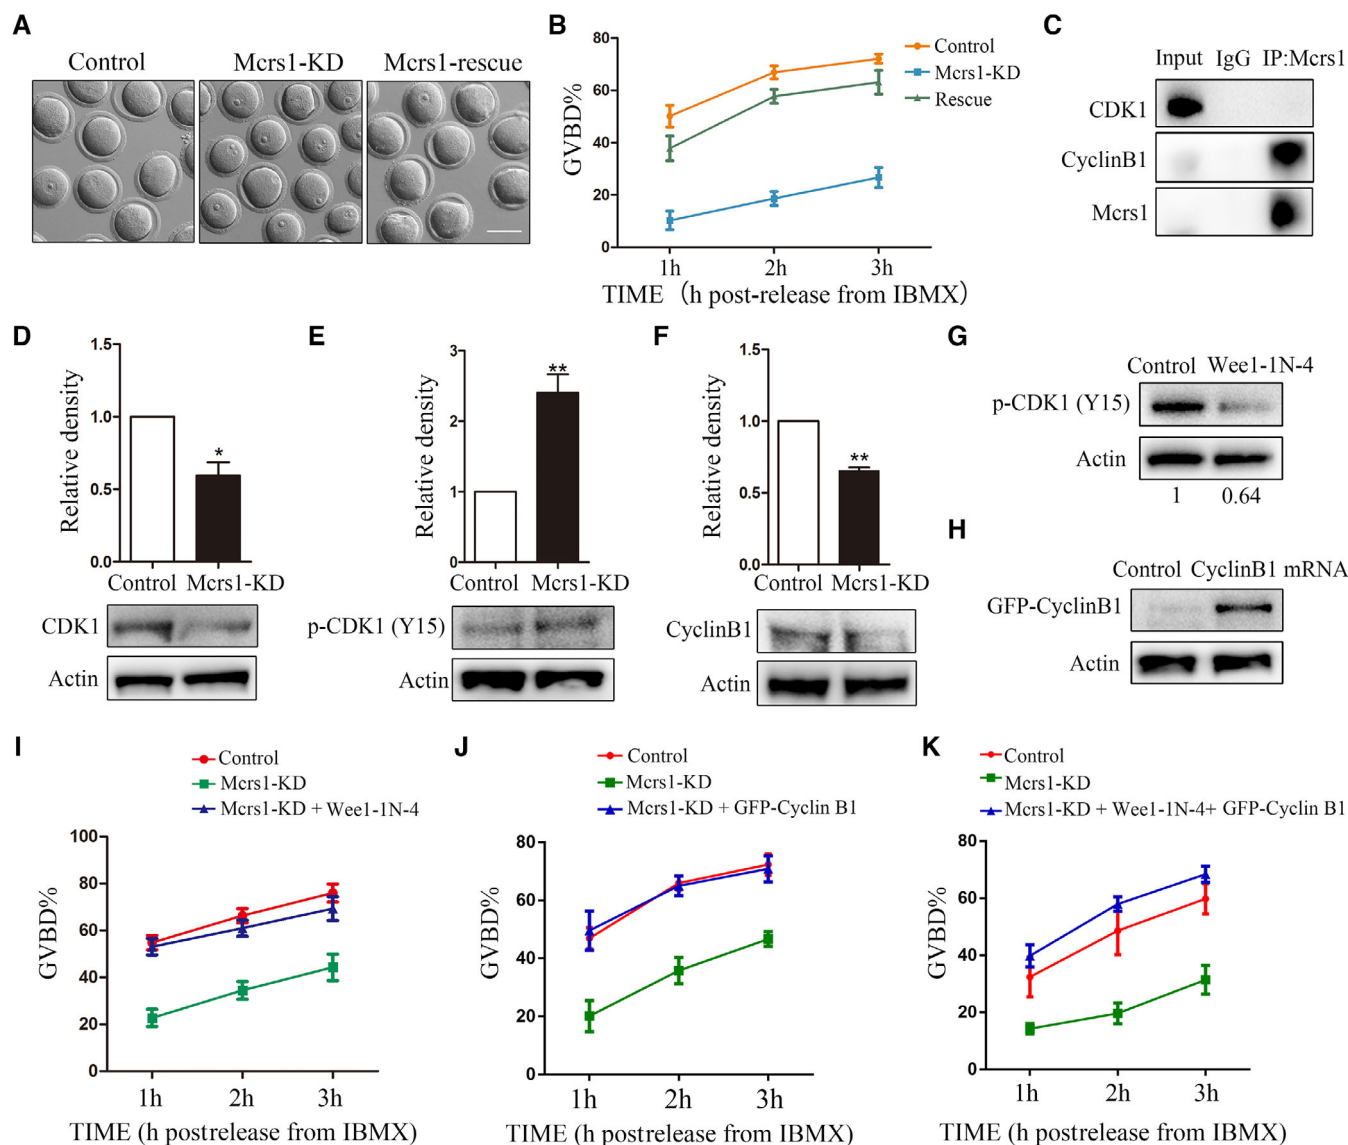 A
Control
Mcrs1-KD
Mcrs1-rescue
B
80
60
40
20
0
GVBD%
Control
Mcrs1-KD
Rescue
1h
2h
3h
TIME (h post-release from IBMX)
C
Input IgG IP:Mcrs1
CDK1
CyclinB1
Mcrs1
D
1.5
1.0
0.5
0.0
Relative density
*
Control Mcrs1-KD
CDK1
Actin
E
3
2
1
0
Relative density
**
Control Mcrs1-KD
p-CDK1 (Y15)
Actin
F
1.5
1.0
0.5
0.0
Relative density
**
Control Mcrs1-KD
CyclinB1
Actin
G
Control Wee1-1N-4
p-CDK1 (Y15)
Actin
1 0.64
H
Control CyclinB1 mRNA
GFP-CyclinB1
Actin
I
Control
Mcrs1-KD
Mcrs1-KD + Wee1-1N-4
100
80
60
40
20
0
GVBD%
1h
2h
3h
TIME (h postrelease from IBMX)
J
Control
Mcrs1-KD
Mcrs1-KD + GFP-Cyclin B1
80
60
40
20
0
GVBD%
1h
2h
3h
TIME (h postrelease from IBMX)
K
Control
Mcrs1-KD
Mcrs1-KD + Wee1-1N-4+ GFP-Cyclin B1
80
60
40
20
0
GVBD%
1h
2h
3h
TIME (h postrelease from IBMX)